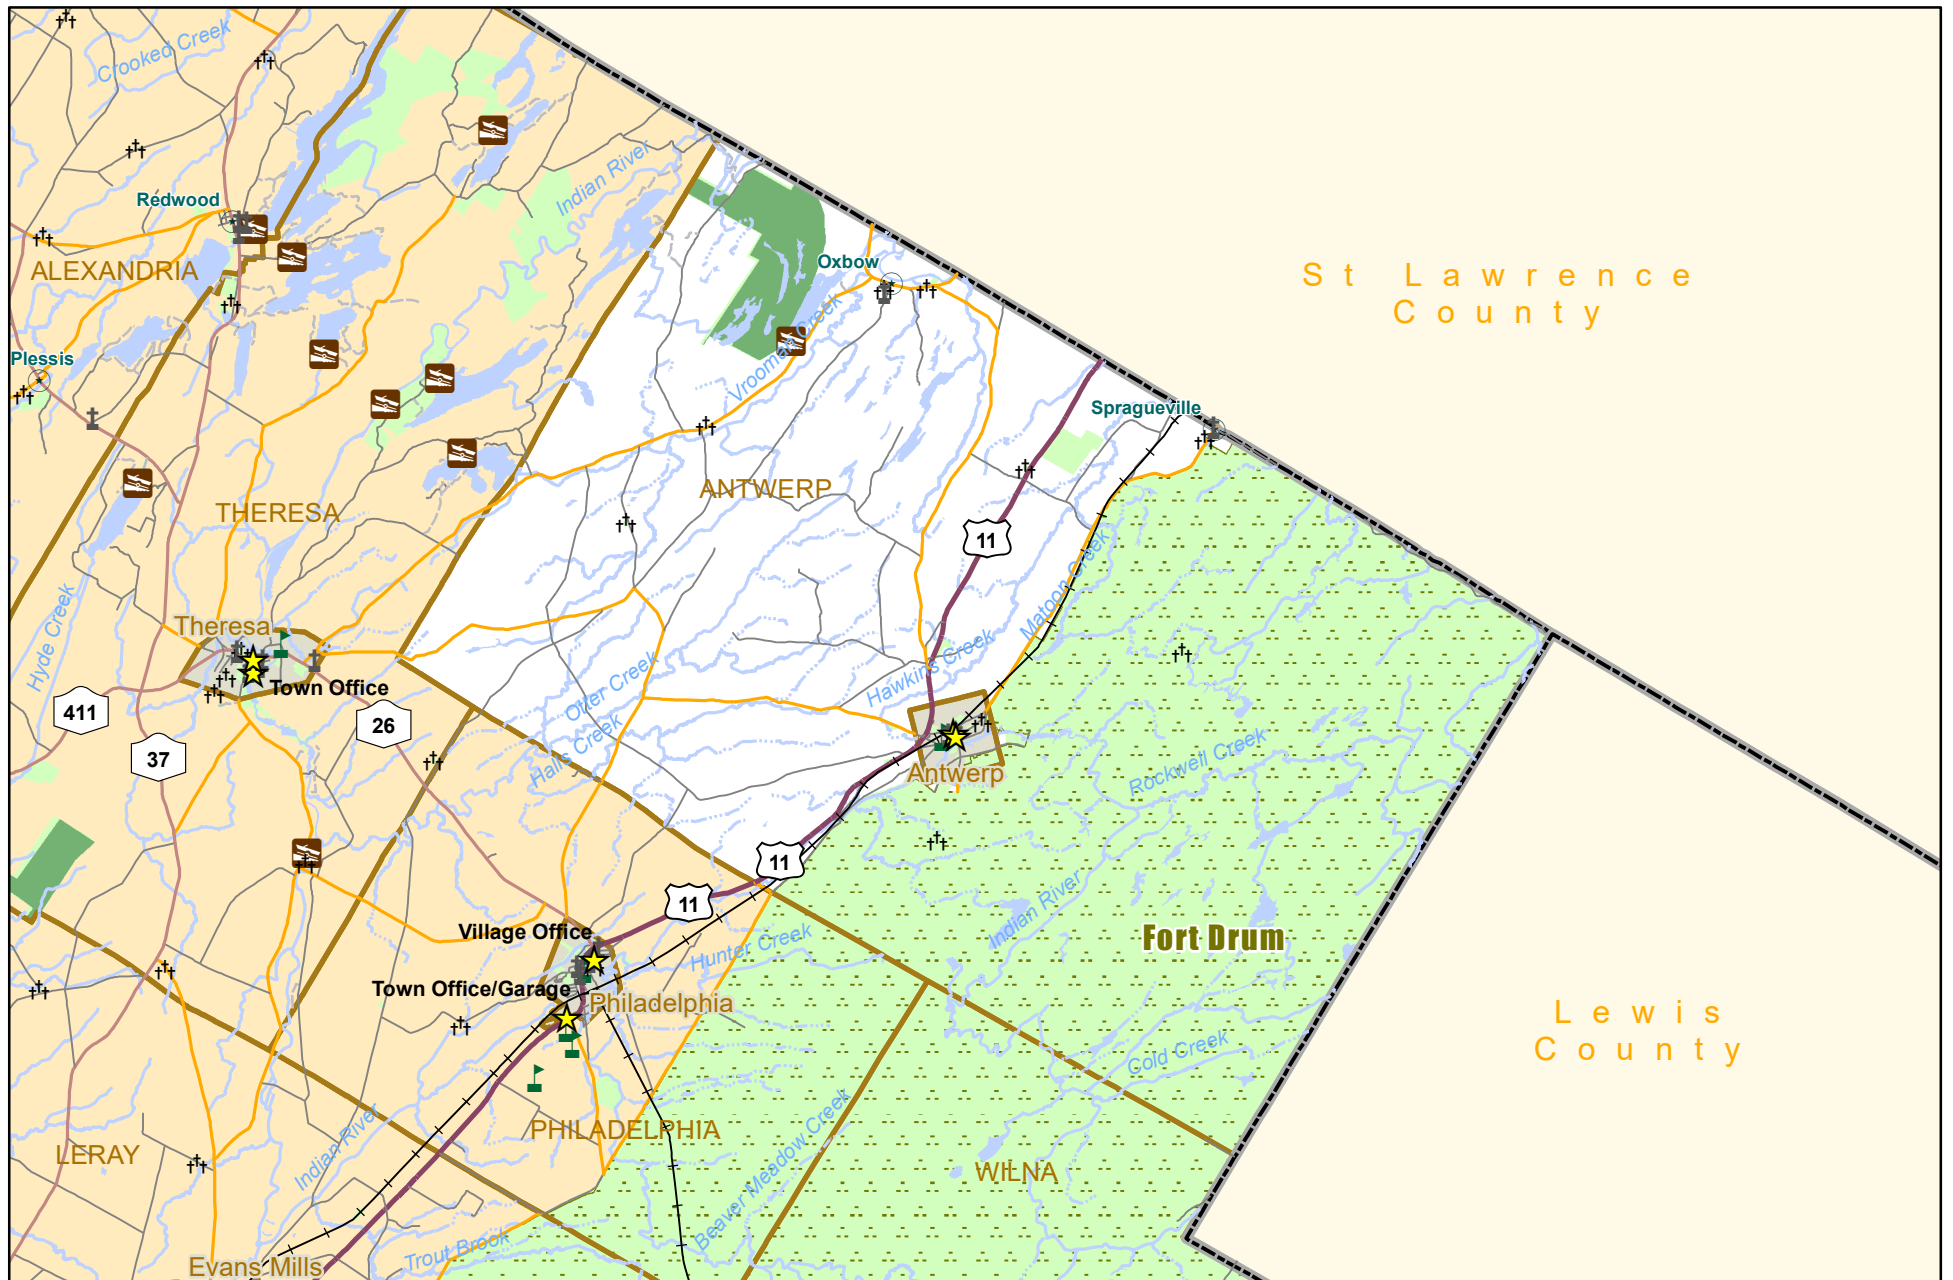 Crooked Creek
Indian River
Redwood
ALEXANDRIA
Oxbow
St Lawrence
County
Vrooman Creek
Plessis
Spragueville
THERESA
ANTWERP
11
Hyde Creek
Theresa
Town Office
Matoon Creek
Hawkins Creek
Otter Creek
Halls Creek
411
37
26
Antwerp
Rockwell Creek
11
11
Village Office
Hunter Creek
Indian River
Fort Drum
Town Office/Garage
Philadelphia
Lewis
County
Cold Creek
Indian River
PHILADELPHIA
Beaver Meadow Creek
LERAY
WILNA
Trout Brook
Evans Mills